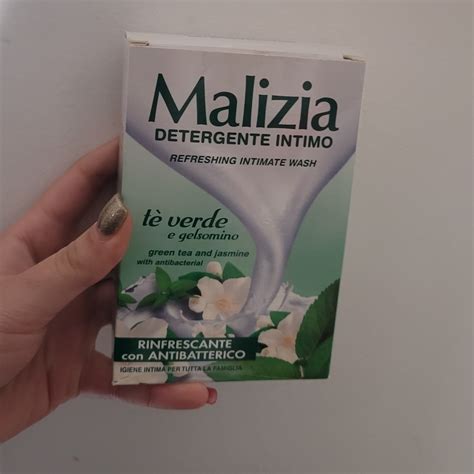 Malizia
DETERGENTE INTIMO
REFRESHING INTIMATE WASH
tè verde
e gelsomino
green tea and jasmine
with antibacterial
RINFRESCANTE
con ANTIBATTERICO
IGIENE INTIMA PER TUTTA LA FAMIGLIA